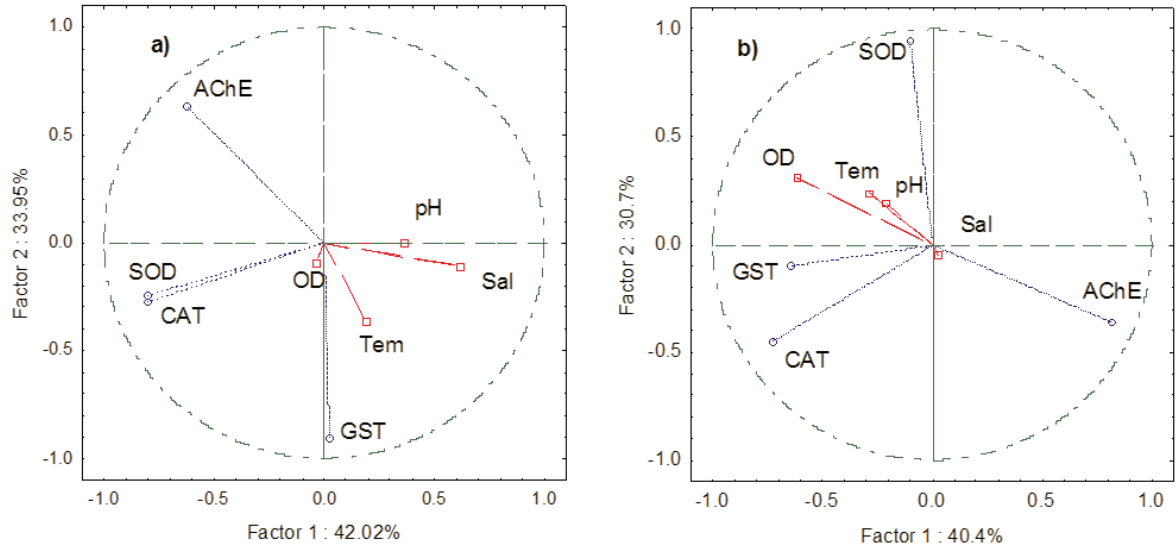 a)
1.0
0.5
0.0
-0.5
-1.0
Factor 2 : 33.95%
AChE
pH
SOD
CAT
OD
Sal
Tem
GST
-1.0 -0.5 0.0 0.5 1.0
Factor 1 : 42.02%
b)
1.0
0.5
0.0
-0.5
-1.0
Factor 2 : 30.7%
SOD
OD
Tem
pH
Sal
GST
AChE
CAT
-1.0 -0.5 0.0 0.5 1.0
Factor 1 : 40.4%